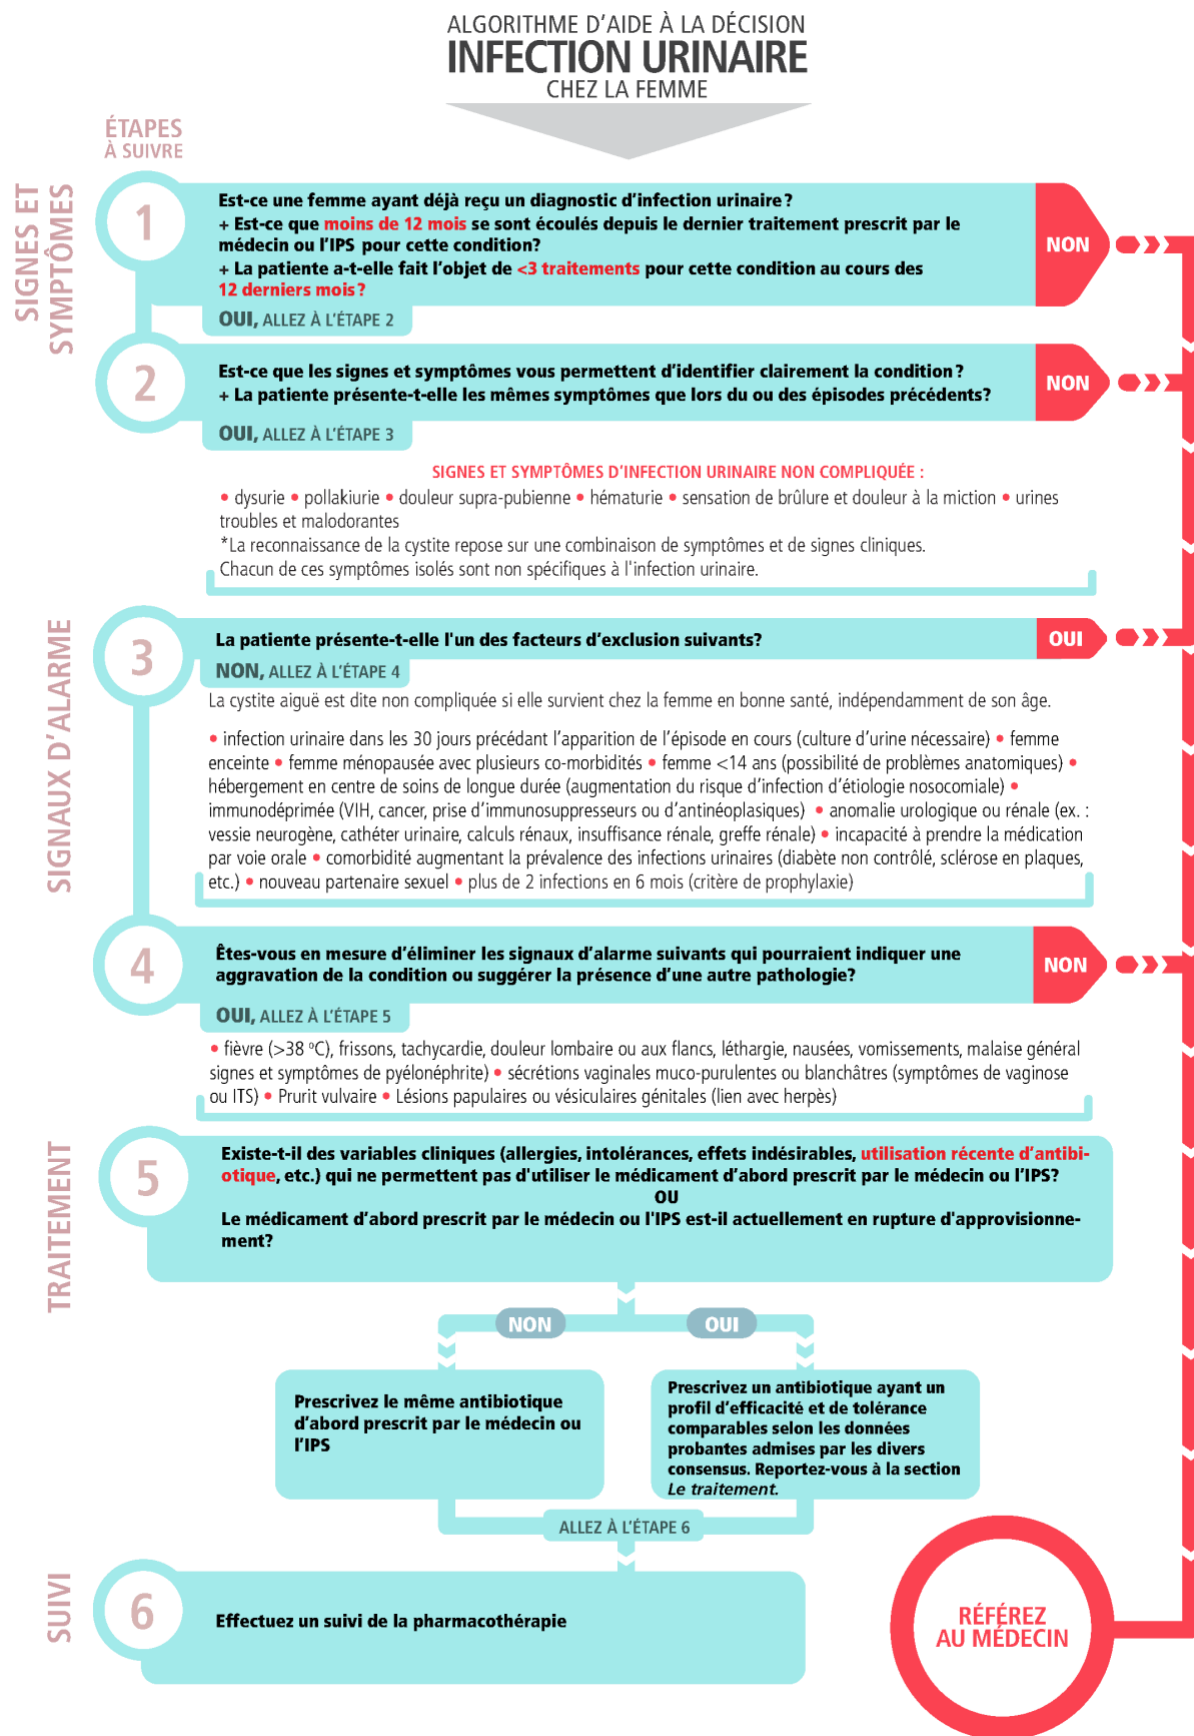 ALGORITHME D'AIDE À LA DÉCISION
INFECTION URINAIRE
CHEZ LA FEMME
ÉTAPES
À SUIVRE
SIGNES ET
SYMPTÔMES
1
Est-ce une femme ayant déjà reçu un diagnostic d'infection urinaire?
+ Est-ce que moins de 12 mois se sont écoulés depuis le dernier traitement prescrit par le
médecin ou l'IPS pour cette condition?
+ La patiente a-t-elle fait l'objet de <3 traitements pour cette condition au cours des
12 derniers mois?
NON
OUI, ALLEZ À L'ÉTAPE 2
2
Est-ce que les signes et symptômes vous permettent d'identifier clairement la condition?
+ La patiente présente-t-elle les mêmes symptômes que lors du ou des épisodes précédents?
NON
OUI, ALLEZ À L'ÉTAPE 3
SIGNES ET SYMPTÔMES D'INFECTION URINAIRE NON COMPLIQUÉE :
• dysurie • pollakiurie • douleur supra-pubienne • hématurie • sensation de brûlure et douleur à la miction • urines
troubles et malodorantes
*La reconnaissance de la cystite repose sur une combinaison de symptômes et de signes cliniques.
Chacun de ces symptômes isolés sont non spécifiques à l'infection urinaire.
SIGNAUX D'ALARME
3
La patiente présente-t-elle l'un des facteurs d'exclusion suivants?
OUI
NON, ALLEZ À L'ÉTAPE 4
La cystite aiguë est dite non compliquée si elle survient chez la femme en bonne santé, indépendamment de son âge.
• infection urinaire dans les 30 jours précédant l'apparition de l'épisode en cours (culture d'urine nécessaire) • femme
enceinte • femme ménopausée avec plusieurs co-morbidités • femme <14 ans (possibilité de problèmes anatomiques) •
hébergement en centre de soins de longue durée (augmentation du risque d'infection d'étiologie nosocomiale) •
immunodéprimée (VIH, cancer, prise d'immunosuppresseurs ou d'antinéoplasiques) • anomalie urologique ou rénale (ex. :
vessie neurogène, cathéter urinaire, calculs rénaux, insuffisance rénale, greffe rénale) • incapacité à prendre la médication
par voie orale • comorbidité augmentant la prévalence des infections urinaires (diabète non contrôlé, sclérose en plaques,
etc.) • nouveau partenaire sexuel • plus de 2 infections en 6 mois (critère de prophylaxie)
4
Êtes-vous en mesure d'éliminer les signaux d'alarme suivants qui pourraient indiquer une
aggravation de la condition ou suggérer la présence d'une autre pathologie?
NON
OUI, ALLEZ À L'ÉTAPE 5
• fièvre (>38 ºC), frissons, tachycardie, douleur lombaire ou aux flancs, léthargie, nausées, vomissements, malaise général
signes et symptômes de pyélonéphrite) • sécrétions vaginales muco-purulentes ou blanchâtres (symptômes de vaginose
ou ITS) • Prurit vulvaire • Lésions papulaires ou vésiculaires génitales (lien avec herpès)
TRAITEMENT
5
Existe-t-il des variables cliniques (allergies, intolérances, effets indésirables, utilisation récente d'antibi-
otique, etc.) qui ne permettent pas d'utiliser le médicament d'abord prescrit par le médecin ou l'IPS?
OU
Le médicament d'abord prescrit par le médecin ou l'IPS est-il actuellement en rupture d'approvisionne-
ment?
NON
OUI
Prescrivez le même antibiotique
d'abord prescrit par le médecin ou
l'IPS
Prescrivez un antibiotique ayant un
profil d'efficacité et de tolérance
comparables selon les données
probantes admises par les divers
consensus. Reportez-vous à la section
Le traitement.
ALLEZ À L'ÉTAPE 6
SUIVI
6
Effectuez un suivi de la pharmacothérapie
RÉFÉREZ
AU MÉDECIN